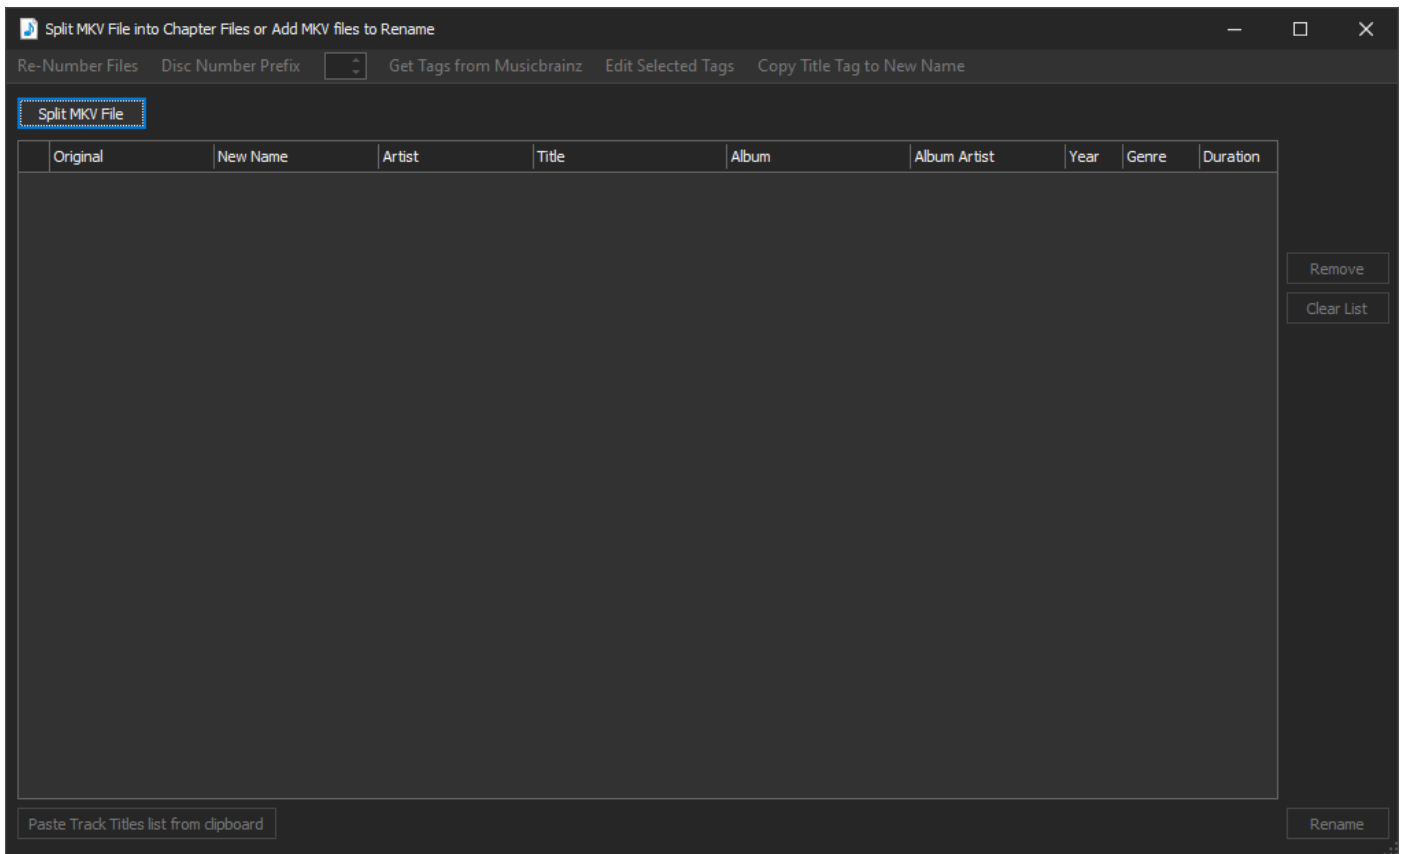 Split MKV File into Chapter Files or Add MKV files to Rename
Re-Number Files Disc Number Prefix Get Tags from Musicbrainz Edit Selected Tags Copy Title Tag to New Name
Split MKV File
Original New Name Artist Title Album Album Artist Year Genre Duration
Remove
Clear List
Paste Track Titles list from clipboard Rename